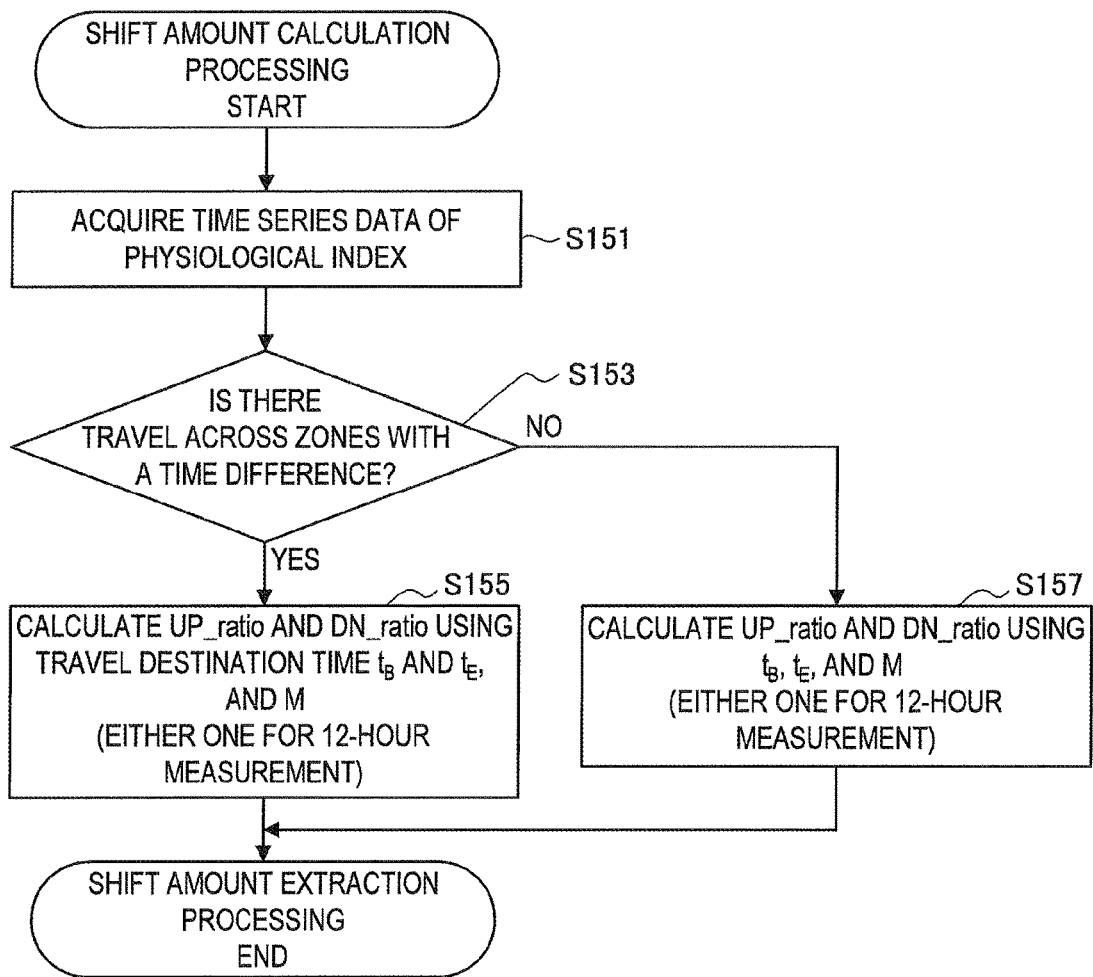 SHIFT AMOUNT CALCULATION
PROCESSING
START
ACQUIRE TIME SERIES DATA OF
PHYSIOLOGICAL INDEX
S151
IS THERE
TRAVEL ACROSS ZONES WITH
A TIME DIFFERENCE?
S153
NO
YES
S155
CALCULATE UP_ratio AND DN_ratio USING
TRAVEL DESTINATION TIME tB AND tE,
AND M
(EITHER ONE FOR 12-HOUR
MEASUREMENT)
S157
CALCULATE UP_ratio AND DN_ratio USING
tB, tE, AND M
(EITHER ONE FOR 12-HOUR
MEASUREMENT)
SHIFT AMOUNT EXTRACTION
PROCESSING
END